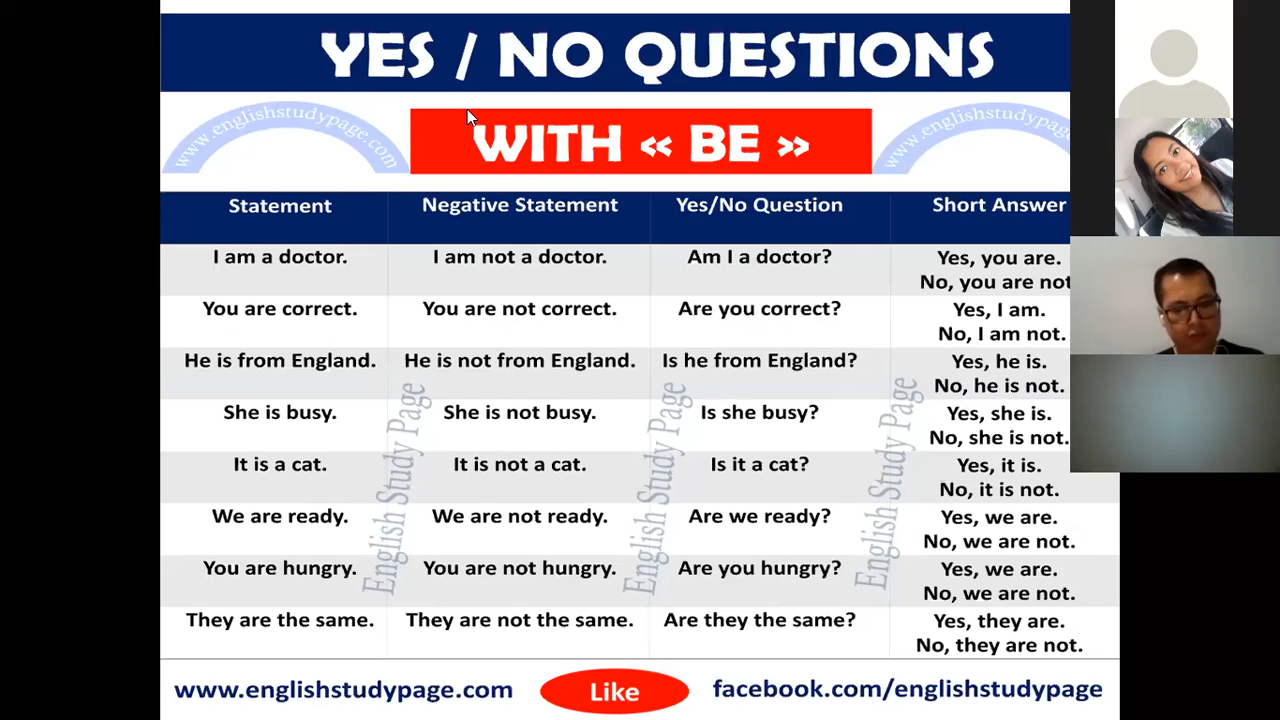 YES / NO QUESTIONS
www.englishstudypage.com
WITH « BE »
www.englishstudypage.com
Statement Negative Statement Yes/No Question Short Answer
I am a doctor. I am not a doctor. Am I a doctor? Yes, you are.
No, you are not
You are correct. You are not correct. Are you correct? Yes, I am.
No, I am not.
He is from England. He is not from England. Is he from England? Yes, he is.
No, he is not.
She is busy. She is not busy. Is she busy? Yes, she is.
No, she is not.
It is a cat. It is not a cat. Is it a cat? Yes, it is.
No, it is not.
We are ready. We are not ready. Are we ready? Yes, we are.
No, we are not.
You are hungry. You are not hungry. Are you hungry? Yes, we are.
No, we are not.
They are the same. They are not the same. Are they the same? Yes, they are.
No, they are not.
English Study Page
English Study Page
English Study Page
www.englishstudypage.com Like facebook.com/englishstudypage